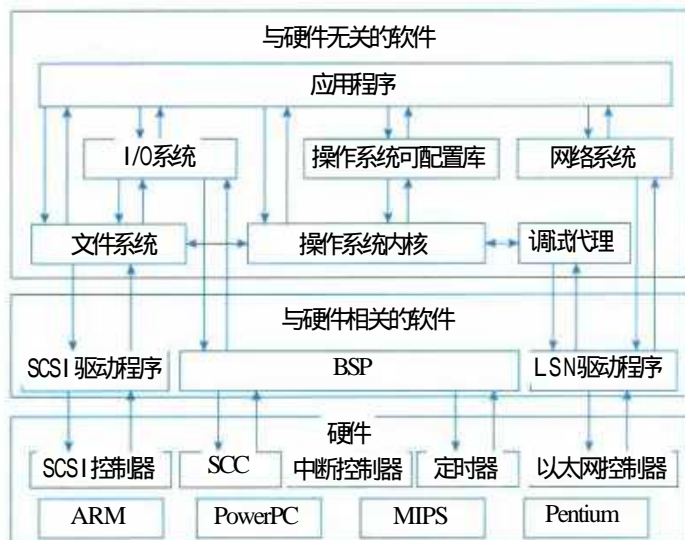 与硬件无关的软件
应用程序
I/O系统
操作系统可配置库
网络系统
文件系统
操作系统内核
调式代理
与硬件相关的软件
SCSI驱动程序
BSP
LSN驱动程序
硬件
SCSI控制器
SCC
中断控制器
定时器
以太网控制器
ARM
PowerPC
MIPS
Pentium